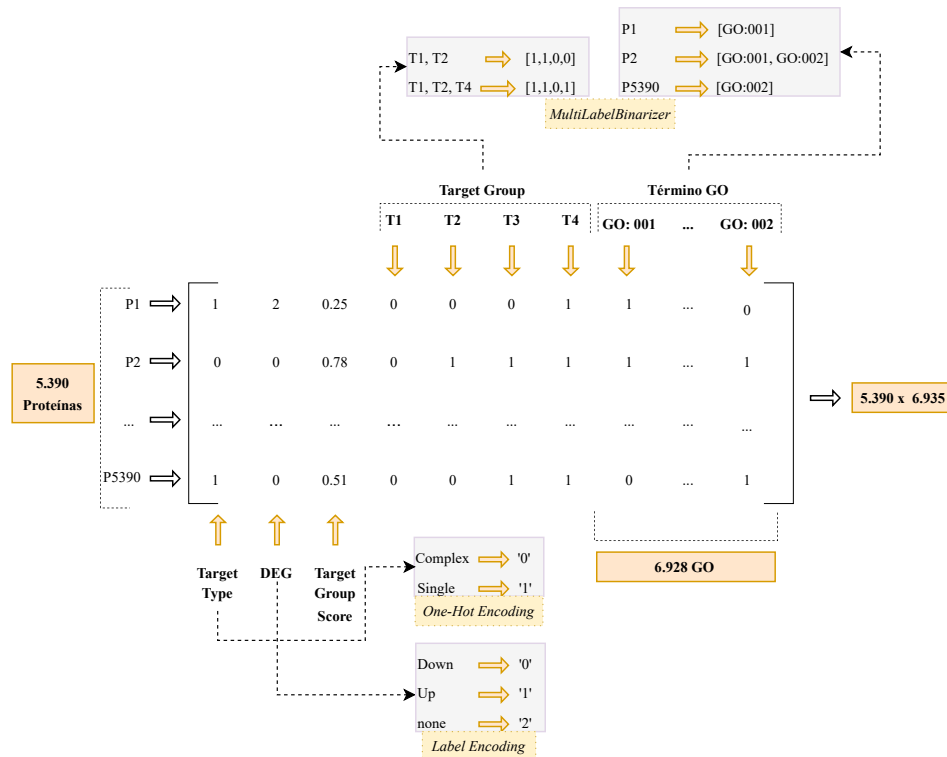 P1 [GO:001]
T1, T2 [1,1,0,0]
P2 [GO:001, GO:002]
T1, T2, T4 [1,1,0,1]
P5390 [GO:002]
MultiLabelBinarizer
Target Group
Término GO
T1 T2 T3 T4 GO: 001 ... GO: 002
P1 1 2 0.25 0 0 0 1 1 ... 0
P2 0 0 0.78 0 1 1 1 1 ... 1
5.390
Proteínas
5.390 x 6.935
... ... ... ... ... ... ... ... ... ... ...
P5390 1 0 0.51 0 0 1 1 0 ... 1
Target
Type
DEG
Target
Group
Score
6.928 GO
Complex '0'
Single '1'
One-Hot Encoding
Down '0'
Up '1'
none '2'
Label Encoding